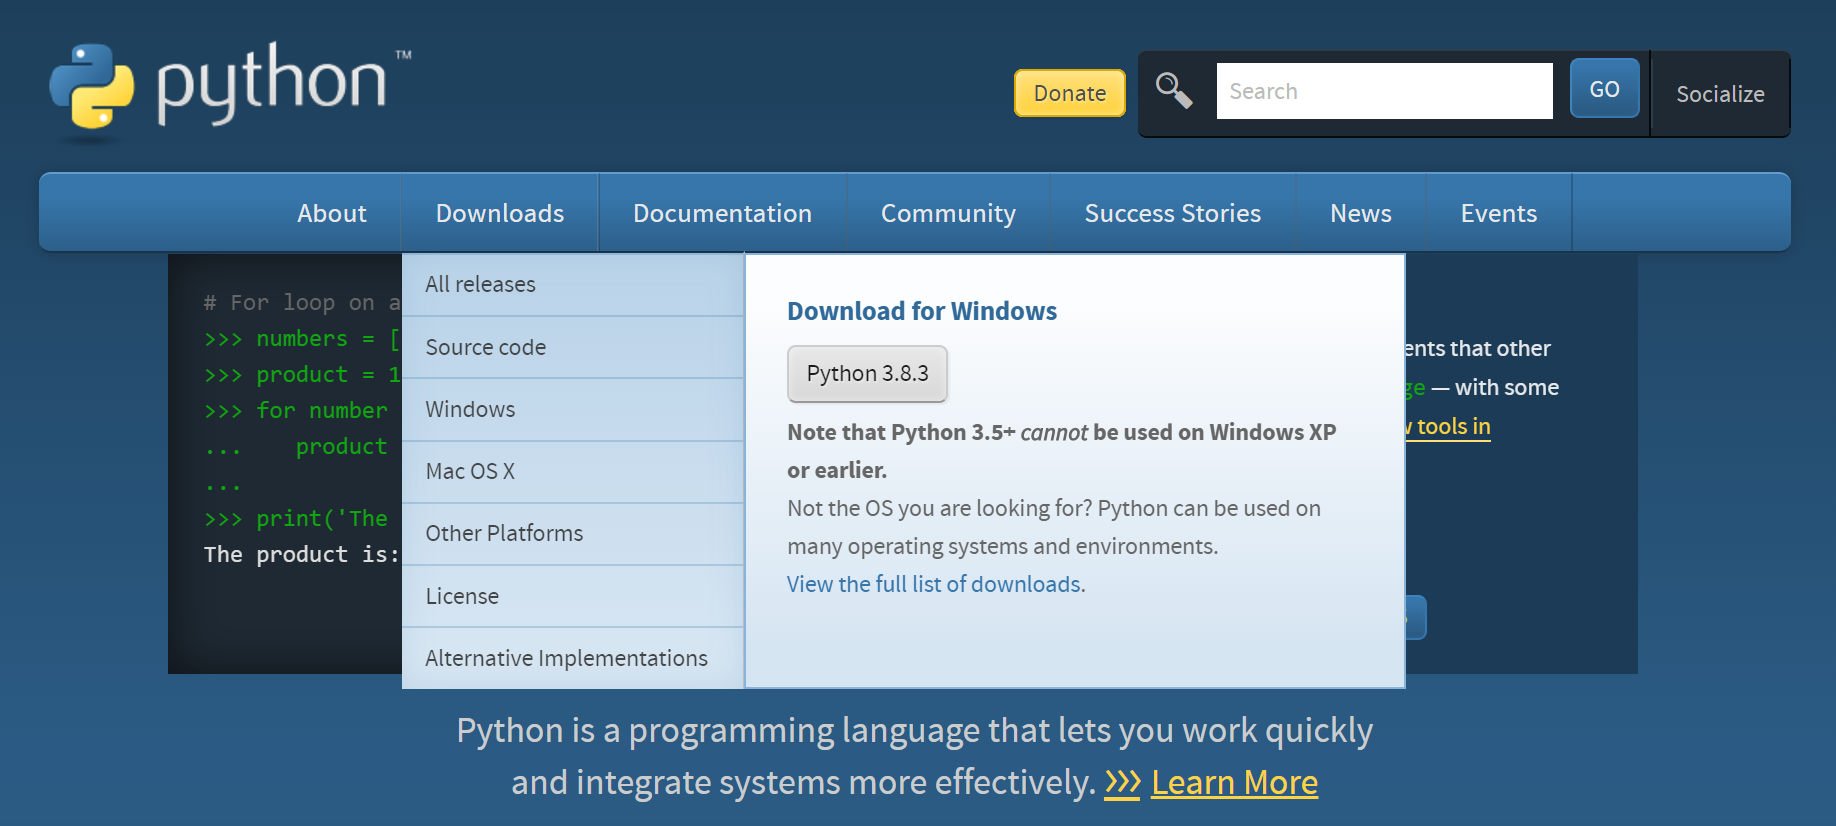 python™
Donate
Search
GO
Socialize
About
Downloads
Documentation
Community
Success Stories
News
Events
# For loop on a
>>> numbers = [
>>> product = 1
>>> for number
... product
...
>>> print('The
The product is:
All releases
Source code
Windows
Mac OS X
Other Platforms
License
Alternative Implementations
Download for Windows
Python 3.8.3
Note that Python 3.5+ cannot be used on Windows XP
or earlier.
Not the OS you are looking for? Python can be used on
many operating systems and environments.
View the full list of downloads.
that other
— with some
tools in
Python is a programming language that lets you work quickly
and integrate systems more effectively. >>> Learn More